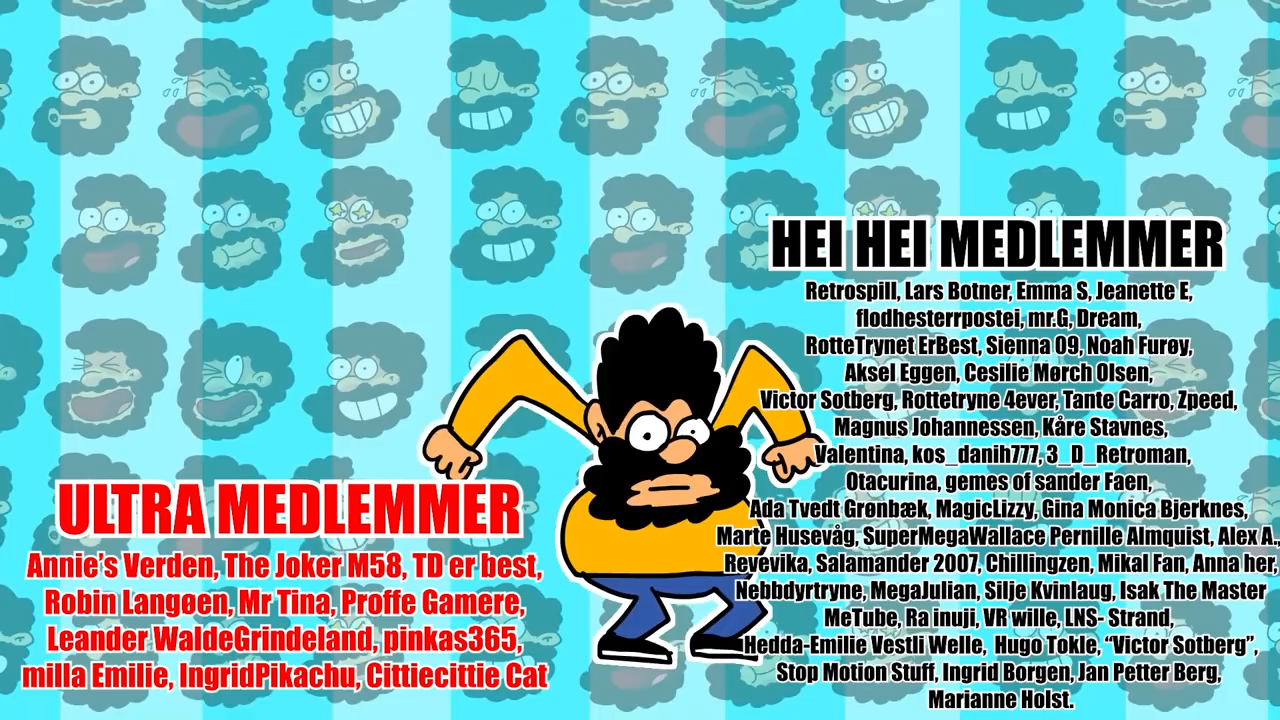 HEI HEI MEDLEMMER
Retrospill, Lars Botner, Emma S, Jeanette E,
flodhesterrpostei, mr.G, Dream,
RotteTrynet ErBest, Sienna 09, Noah Furøy,
Aksel Eggen, Cesilie Mørch Olsen,
Victor Sotberg, Rottetryne 4ever, Tante Carro, Zpeed,
Magnus Johannessen, Kåre Stavnes,
Valentina, kos_danih777, 3_D_Retroman,
Otacurina, gemes of sander Faen,
Ada Tvedt Grønbæk, MagicLizzy, Gina Monica Bjerknes,
Marte Husevåg, SuperMegaWallace Pernille Almquist, Alex A.,
Revevika, Salamander 2007, Chillingzen, Mikal Fan, Anna her,
Nebbdyrtryne, MegaJulian, Silje Kvinlaug, Isak The Master
MeTube, Ra inuji, VR wille, LNS- Strand,
Hedda-Emilie Vestli Welle, Hugo Tokle, “Victor Sotberg”,
Stop Motion Stuff, Ingrid Borgen, Jan Petter Berg,
Marianne Holst.
ULTRA MEDLEMMER
Annie’s Verden, The Joker M58, TD er best,
Robin Langøen, Mr Tina, Proffe Gamere,
Leander WaldeGrindeland, pinkas365,
milla Emilie, IngridPikachu, Cittiecittie Cat